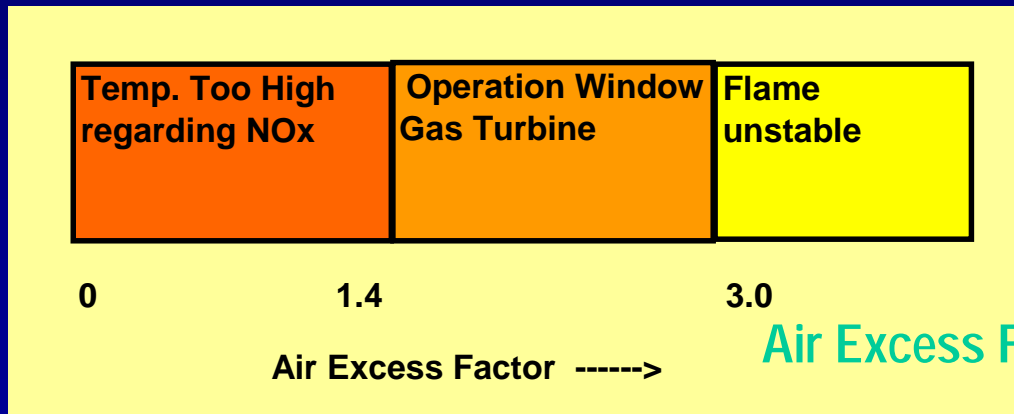 Temp. Too High
regarding NOx
Operation Window
Gas Turbine
Flame
unstable
0 1.4 3.0
Air Excess F
Air Excess Factor ------>